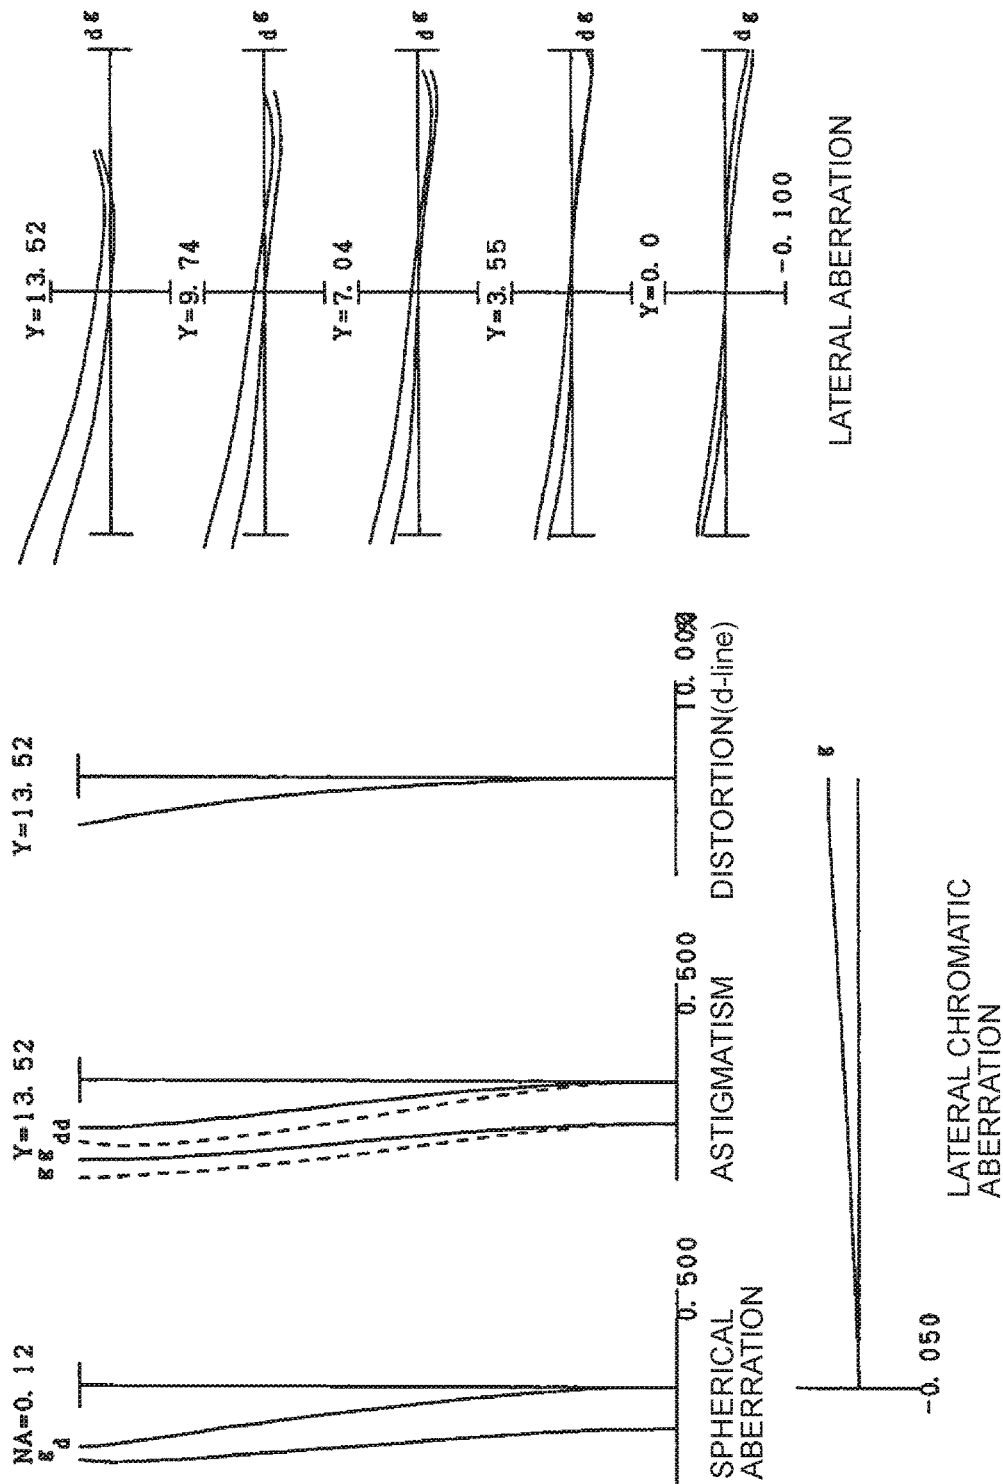 NA=0. 12
g
d
0. 500
SPHERICAL
ABERRATION
Y=13. 52
g g d d
0. 500
ASTIGMATISM
Y=13. 52
10. 00%
DISTORTION(d-line)
Y=13. 52
d g
Y=9. 74
d g
Y=7. 04
d g
Y=3. 55
d g
Y=0. 0
d g
-0. 100
LATERAL ABERRATION
g
-0. 050
LATERAL CHROMATIC
ABERRATION